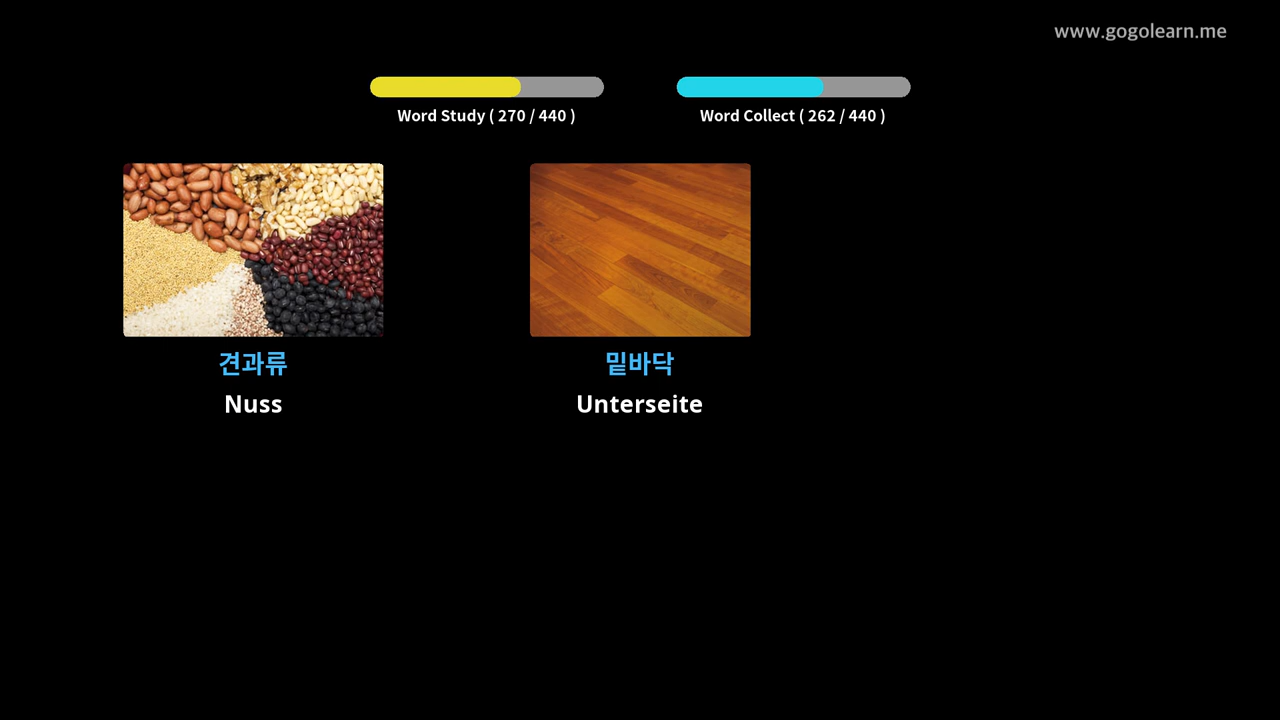 www.gogolearn.me
Word Study ( 270 / 440 )
Word Collect ( 262 / 440 )
견과류
Nuss
밑바닥
Unterseite